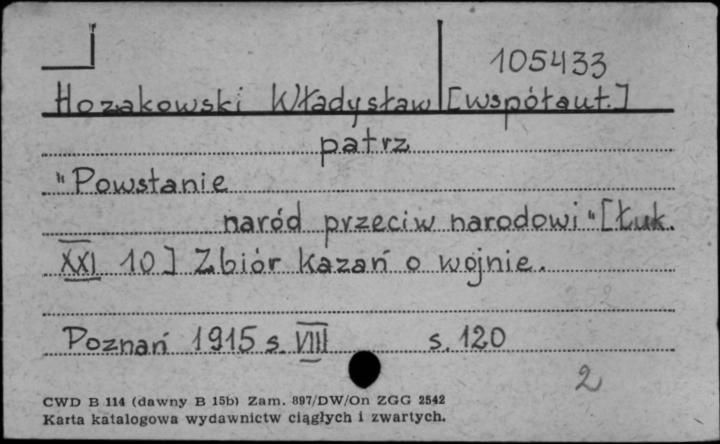 105433
Hozakowski Władysław [współaut.]
patrz
"Powstanie
naród przeciw narodowi" [Łuk.
XXI 10] Zbiór kazań o wojnie.
Poznań 1915 s. VIII s. 120
2
CWD B 114 (dawny B 15b) Zam. 897/DW/On ZGG 2542
Karta katalogowa wydawnictw ciągłych i zwartych.